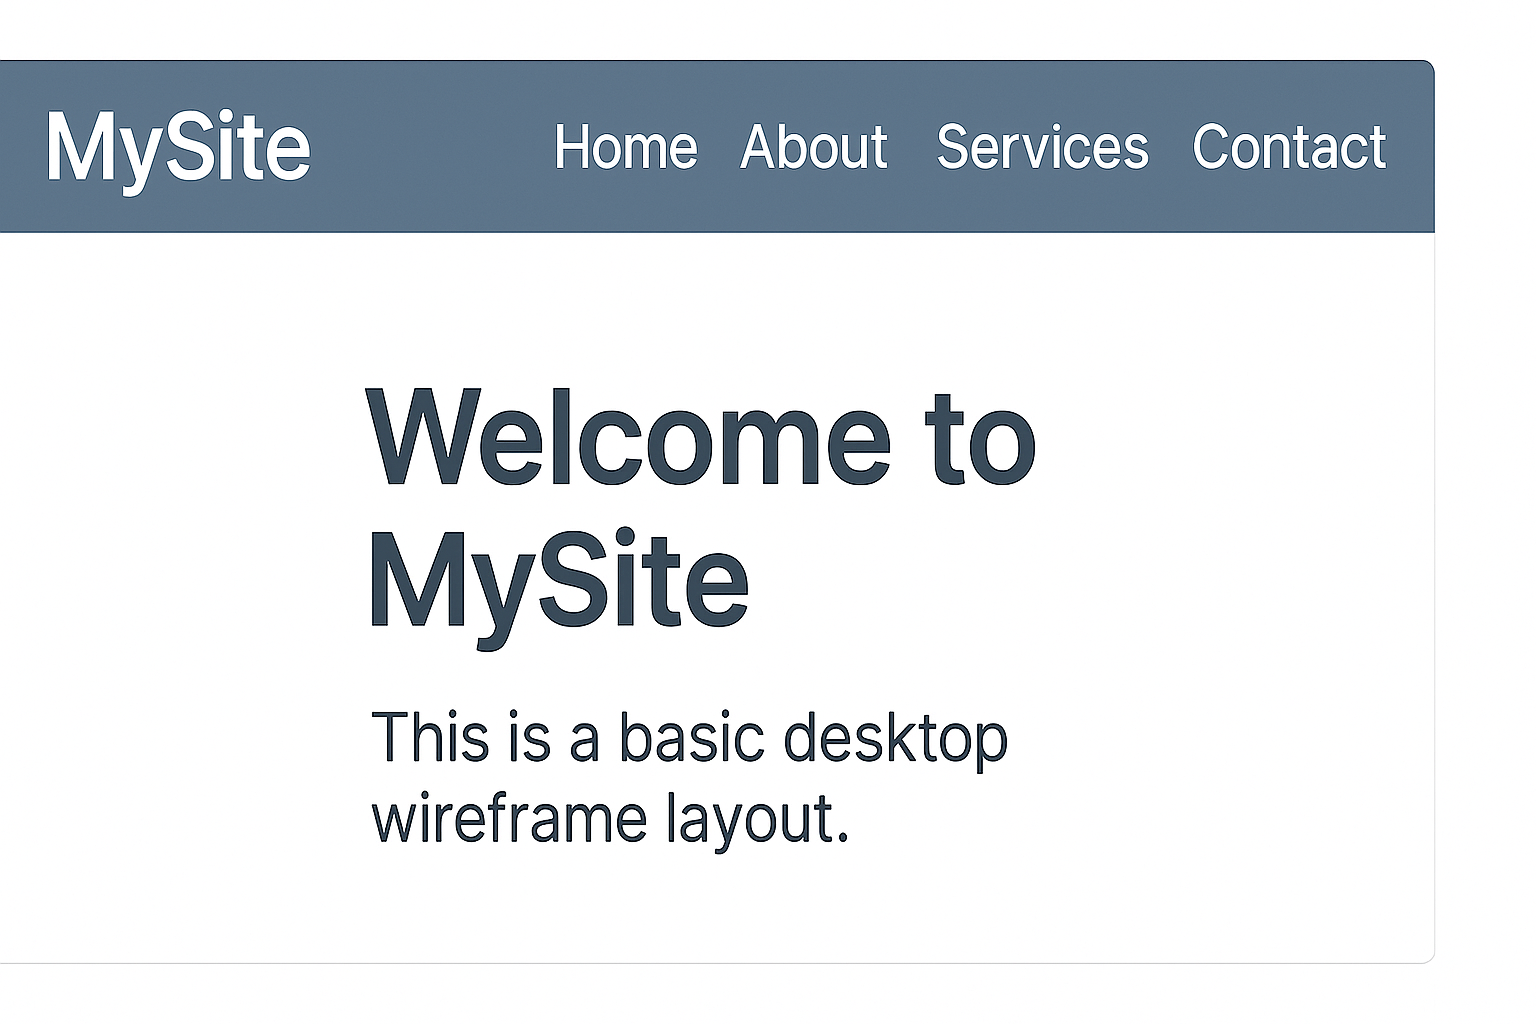 MySite
Home About Services Contact
Welcome to
MySite
This is a basic desktop
wireframe layout.